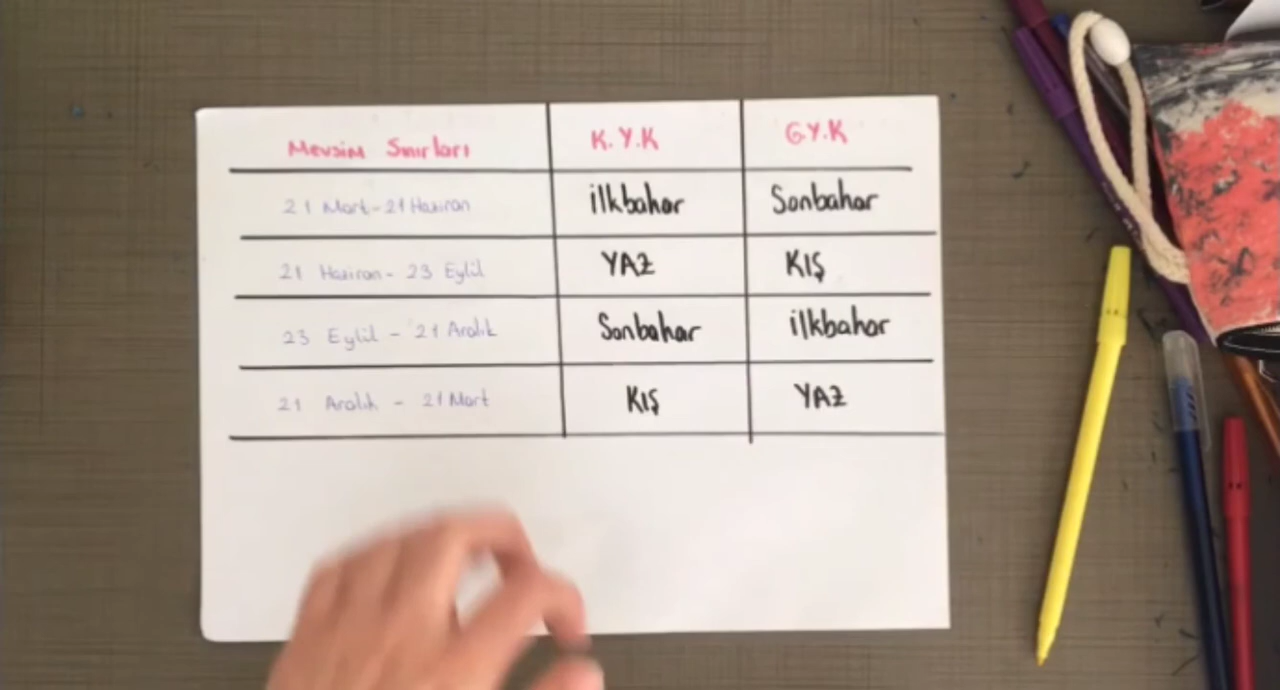 Mevsim Sınırları K.Y.K G.Y.K
21 Mart-21 Haziran ilkbahar Sonbahar
21 Haziran - 23 Eylül YAZ KIŞ
23 Eylül - 21 Aralık Sonbahar ilkbahar
21 Aralık - 21 Mart KIŞ YAZ